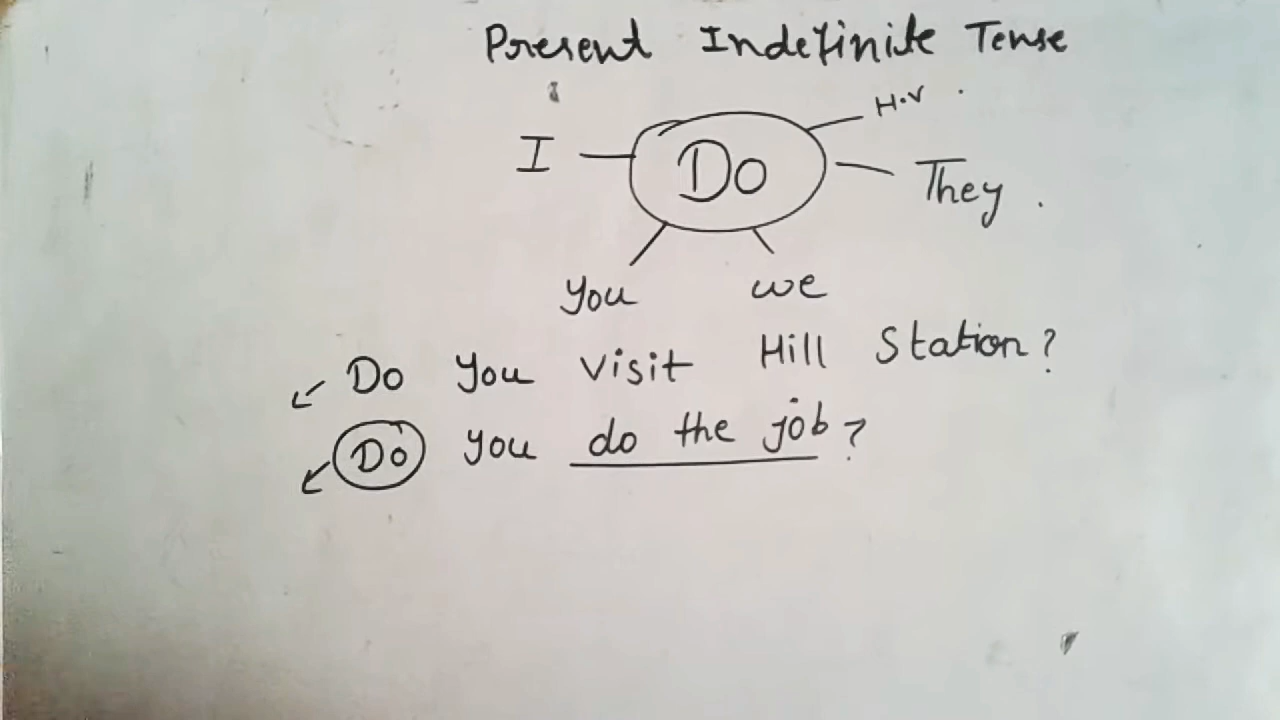 Present Indefinite Tense
H.V
I Do They
You we
Do you visit Hill Station?
Do you do the job?